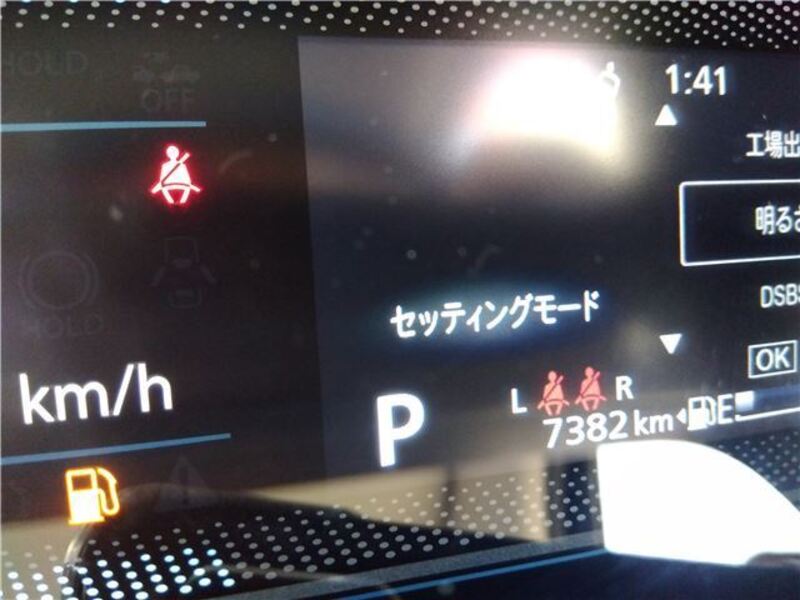 HOLD
OFF
1:41
工場出
明るさ
HOLD
セッティングモード
DSBS
OK
km/h
P
L R
7382 km
E